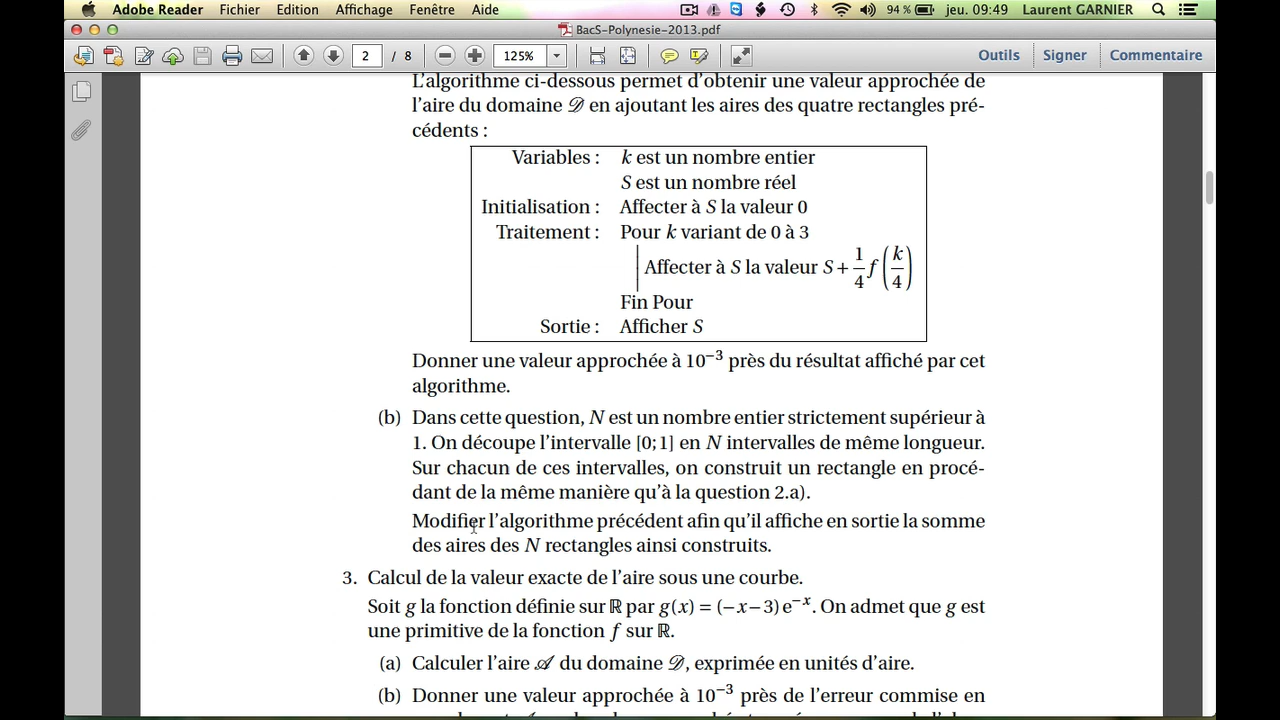 Adobe Reader Fichier Edition Affichage Fenêtre Aide 94 % jeu. 09:49 Laurent GARNIER
BacS-Polynesie-2013.pdf
2 / 8 125% Outils Signer Commentaire
L'algorithme ci-dessous permet d'obtenir une valeur approchée de
l'aire du domaine 𝒟 en ajoutant les aires des quatre rectangles pré-
cédents :
Variables : k est un nombre entier
S est un nombre réel
Initialisation : Affecter à S la valeur 0
Traitement : Pour k variant de 0 à 3
Affecter à S la valeur S + 1/4 f (k/4)
Fin Pour
Sortie : Afficher S
Donner une valeur approchée à 10⁻³ près du résultat affiché par cet
algorithme.
(b) Dans cette question, N est un nombre entier strictement supérieur à
1. On découpe l'intervalle [0;1] en N intervalles de même longueur.
Sur chacun de ces intervalles, on construit un rectangle en procé-
dant de la même manière qu'à la question 2.a).
Modifier l'algorithme précédent afin qu'il affiche en sortie la somme
des aires des N rectangles ainsi construits.
3. Calcul de la valeur exacte de l'aire sous une courbe.
Soit g la fonction définie sur ℝ par g(x) = (−x−3) e⁻ˣ. On admet que g est
une primitive de la fonction f sur ℝ.
(a) Calculer l'aire 𝒜 du domaine 𝒟, exprimée en unités d'aire.
(b) Donner une valeur approchée à 10⁻³ près de l'erreur commise en